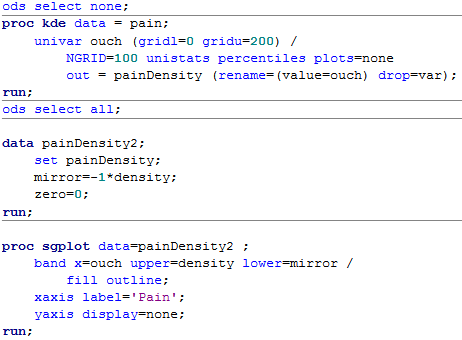 ods select none;
proc kde data = pain;
univar ouch (gridl=0 gridu=200) /
NGRID=100 unistats percentiles plots=none
out = painDensity (rename=(value=ouch) drop=var);
run;
ods select all;
data painDensity2;
set painDensity;
mirror=-1*density;
zero=0;
run;
proc sgplot data=painDensity2 ;
band x=ouch upper=density lower=mirror /
fill outline;
xaxis label='Pain';
yaxis display=none;
run;